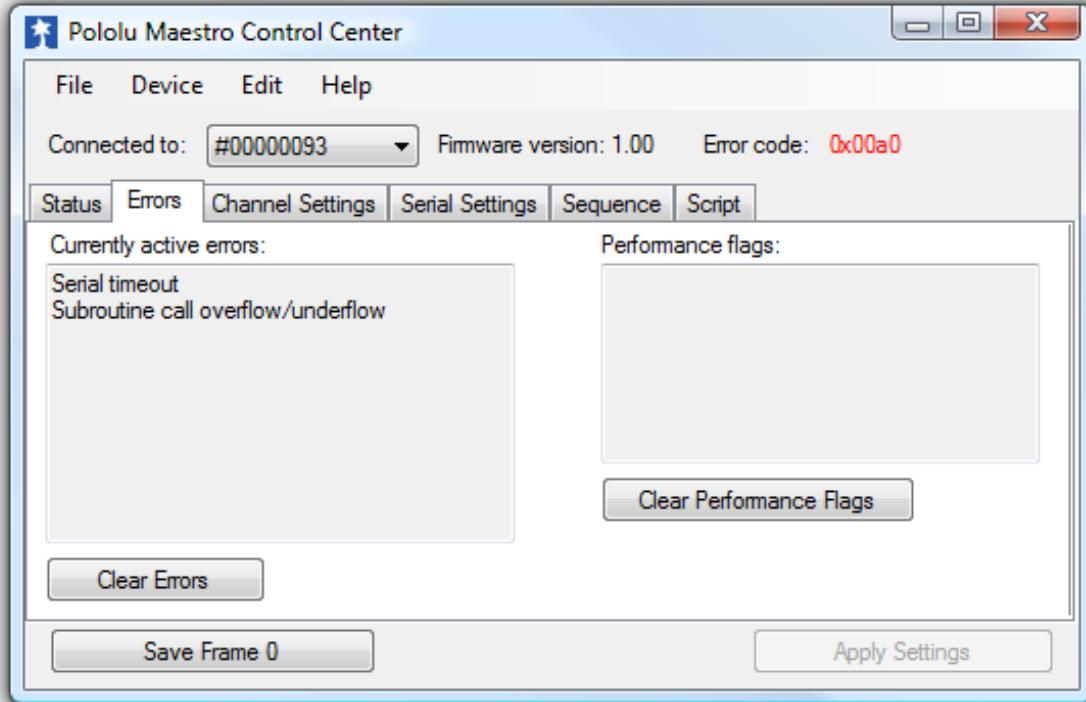 Pololu Maestro Control Center
File Device Edit Help
Connected to: #00000093 Firmware version: 1.00 Error code: 0x00a0
Status Errors Channel Settings Serial Settings Sequence Script
Currently active errors: Performance flags:
Serial timeout
Subroutine call overflow/underflow
Clear Performance Flags
Clear Errors
Save Frame 0 Apply Settings